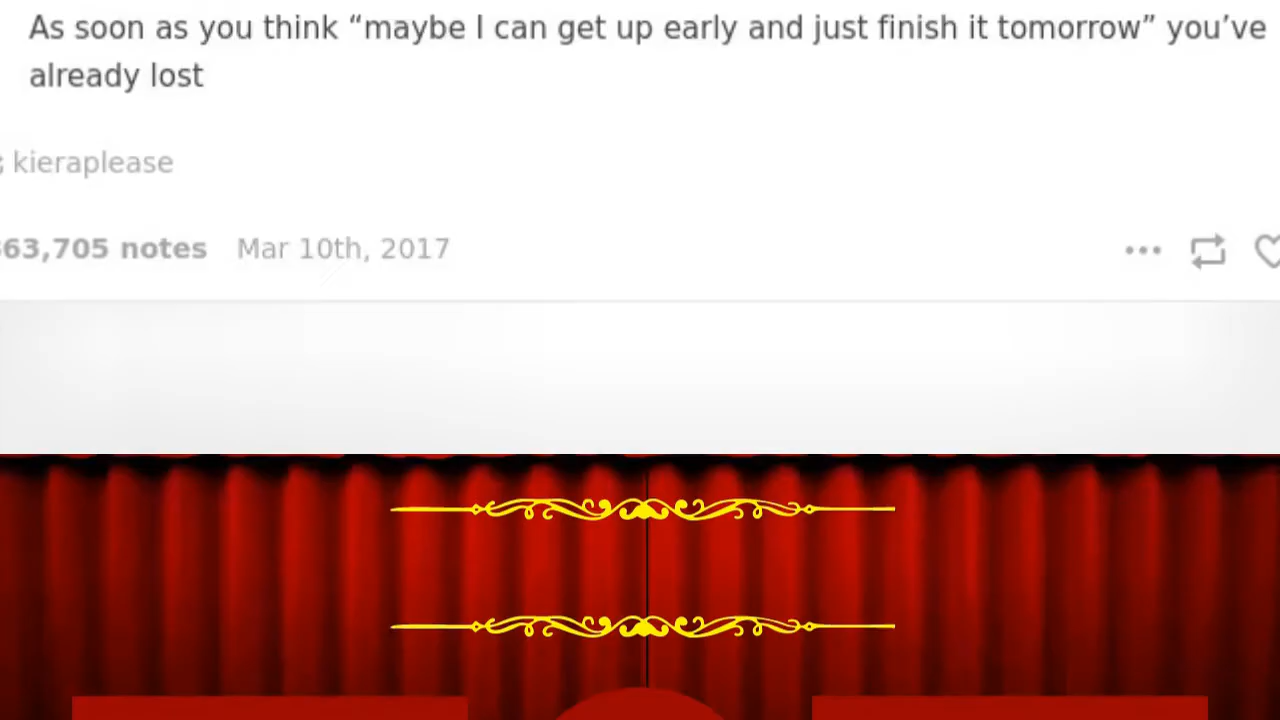 As soon as you think “maybe I can get up early and just finish it tomorrow” you’ve
already lost
kieraplease
63,705 notes Mar 10th, 2017